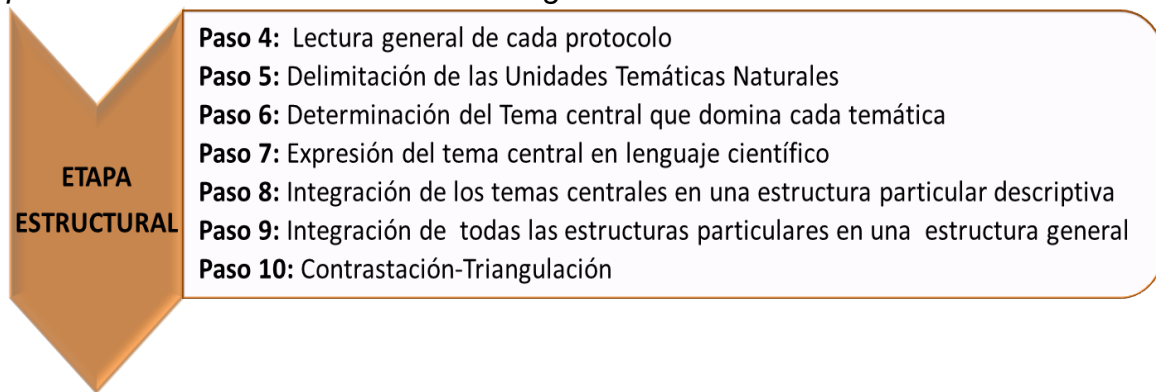 Paso 4: Lectura general de cada protocolo
Paso 5: Delimitación de las Unidades Temáticas Naturales
Paso 6: Determinación del Tema central que domina cada temática
Paso 7: Expresión del tema central en lenguaje científico
Paso 8: Integración de los temas centrales en una estructura particular descriptiva
Paso 9: Integración de todas las estructuras particulares en una estructura general
Paso 10: Contrastación-Triangulación
ETAPA
ESTRUCTURAL